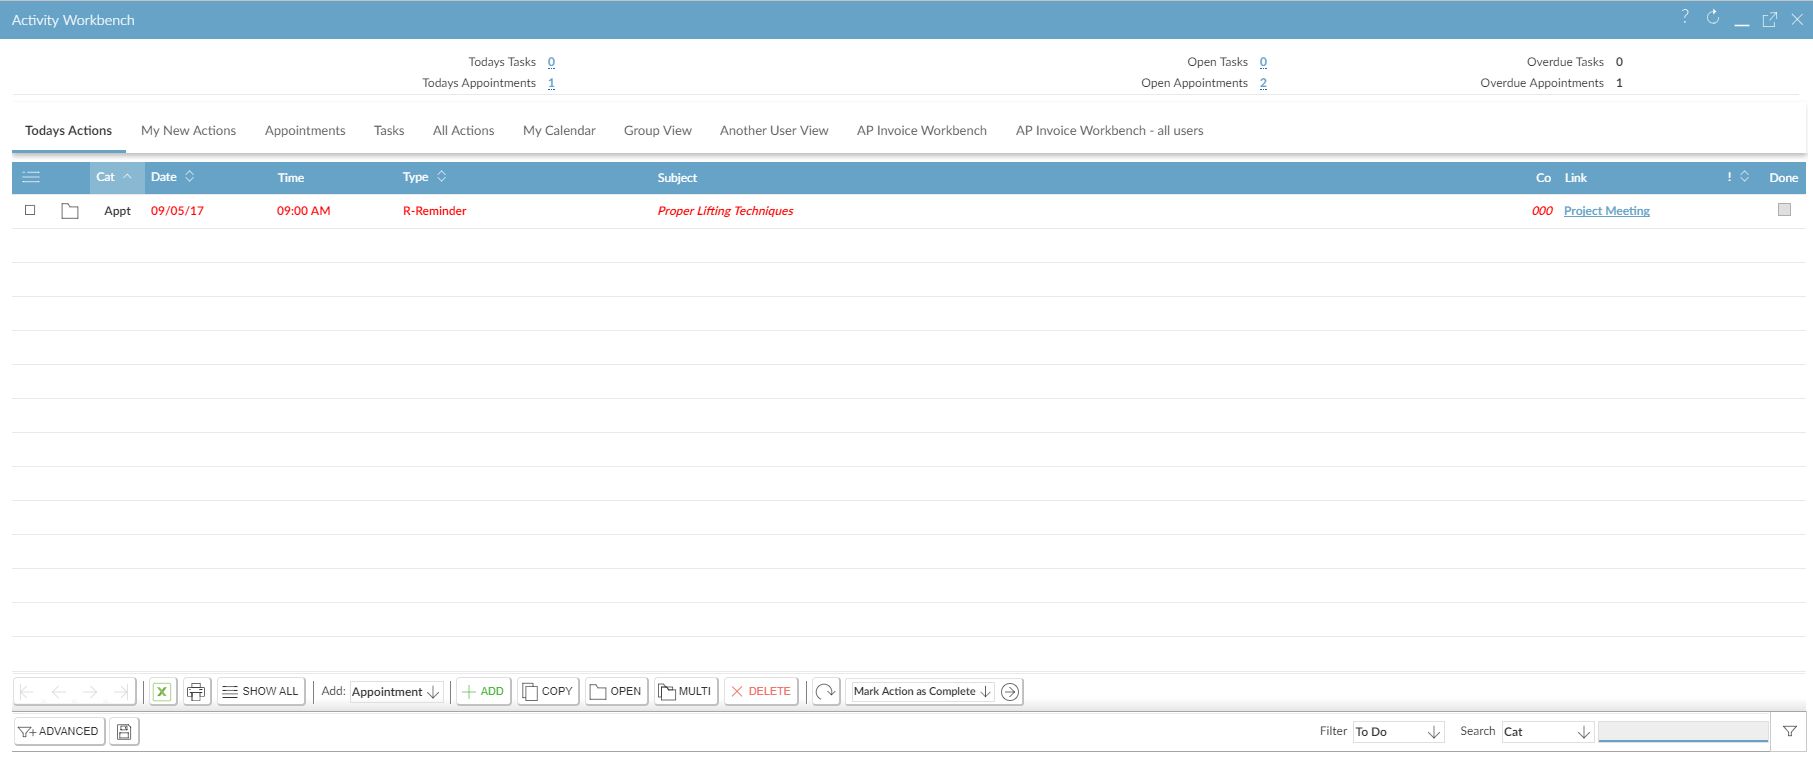 Activity Workbench
Todays Tasks 0 Open Tasks 0 Overdue Tasks 0
Todays Appointments 1 Open Appointments 2 Overdue Appointments 1
Todays Actions My New Actions Appointments Tasks All Actions My Calendar Group View Another User View AP Invoice Workbench AP Invoice Workbench - all users
Cat Date Time Type Subject Co Link ! Done
Appt 09/05/17 09:00 AM R-Reminder Proper Lifting Techniques 000 Project Meeting
SHOW ALL Add: Appointment ADD COPY OPEN MULTI DELETE Mark Action as Complete
ADVANCED Filter To Do Search Cat